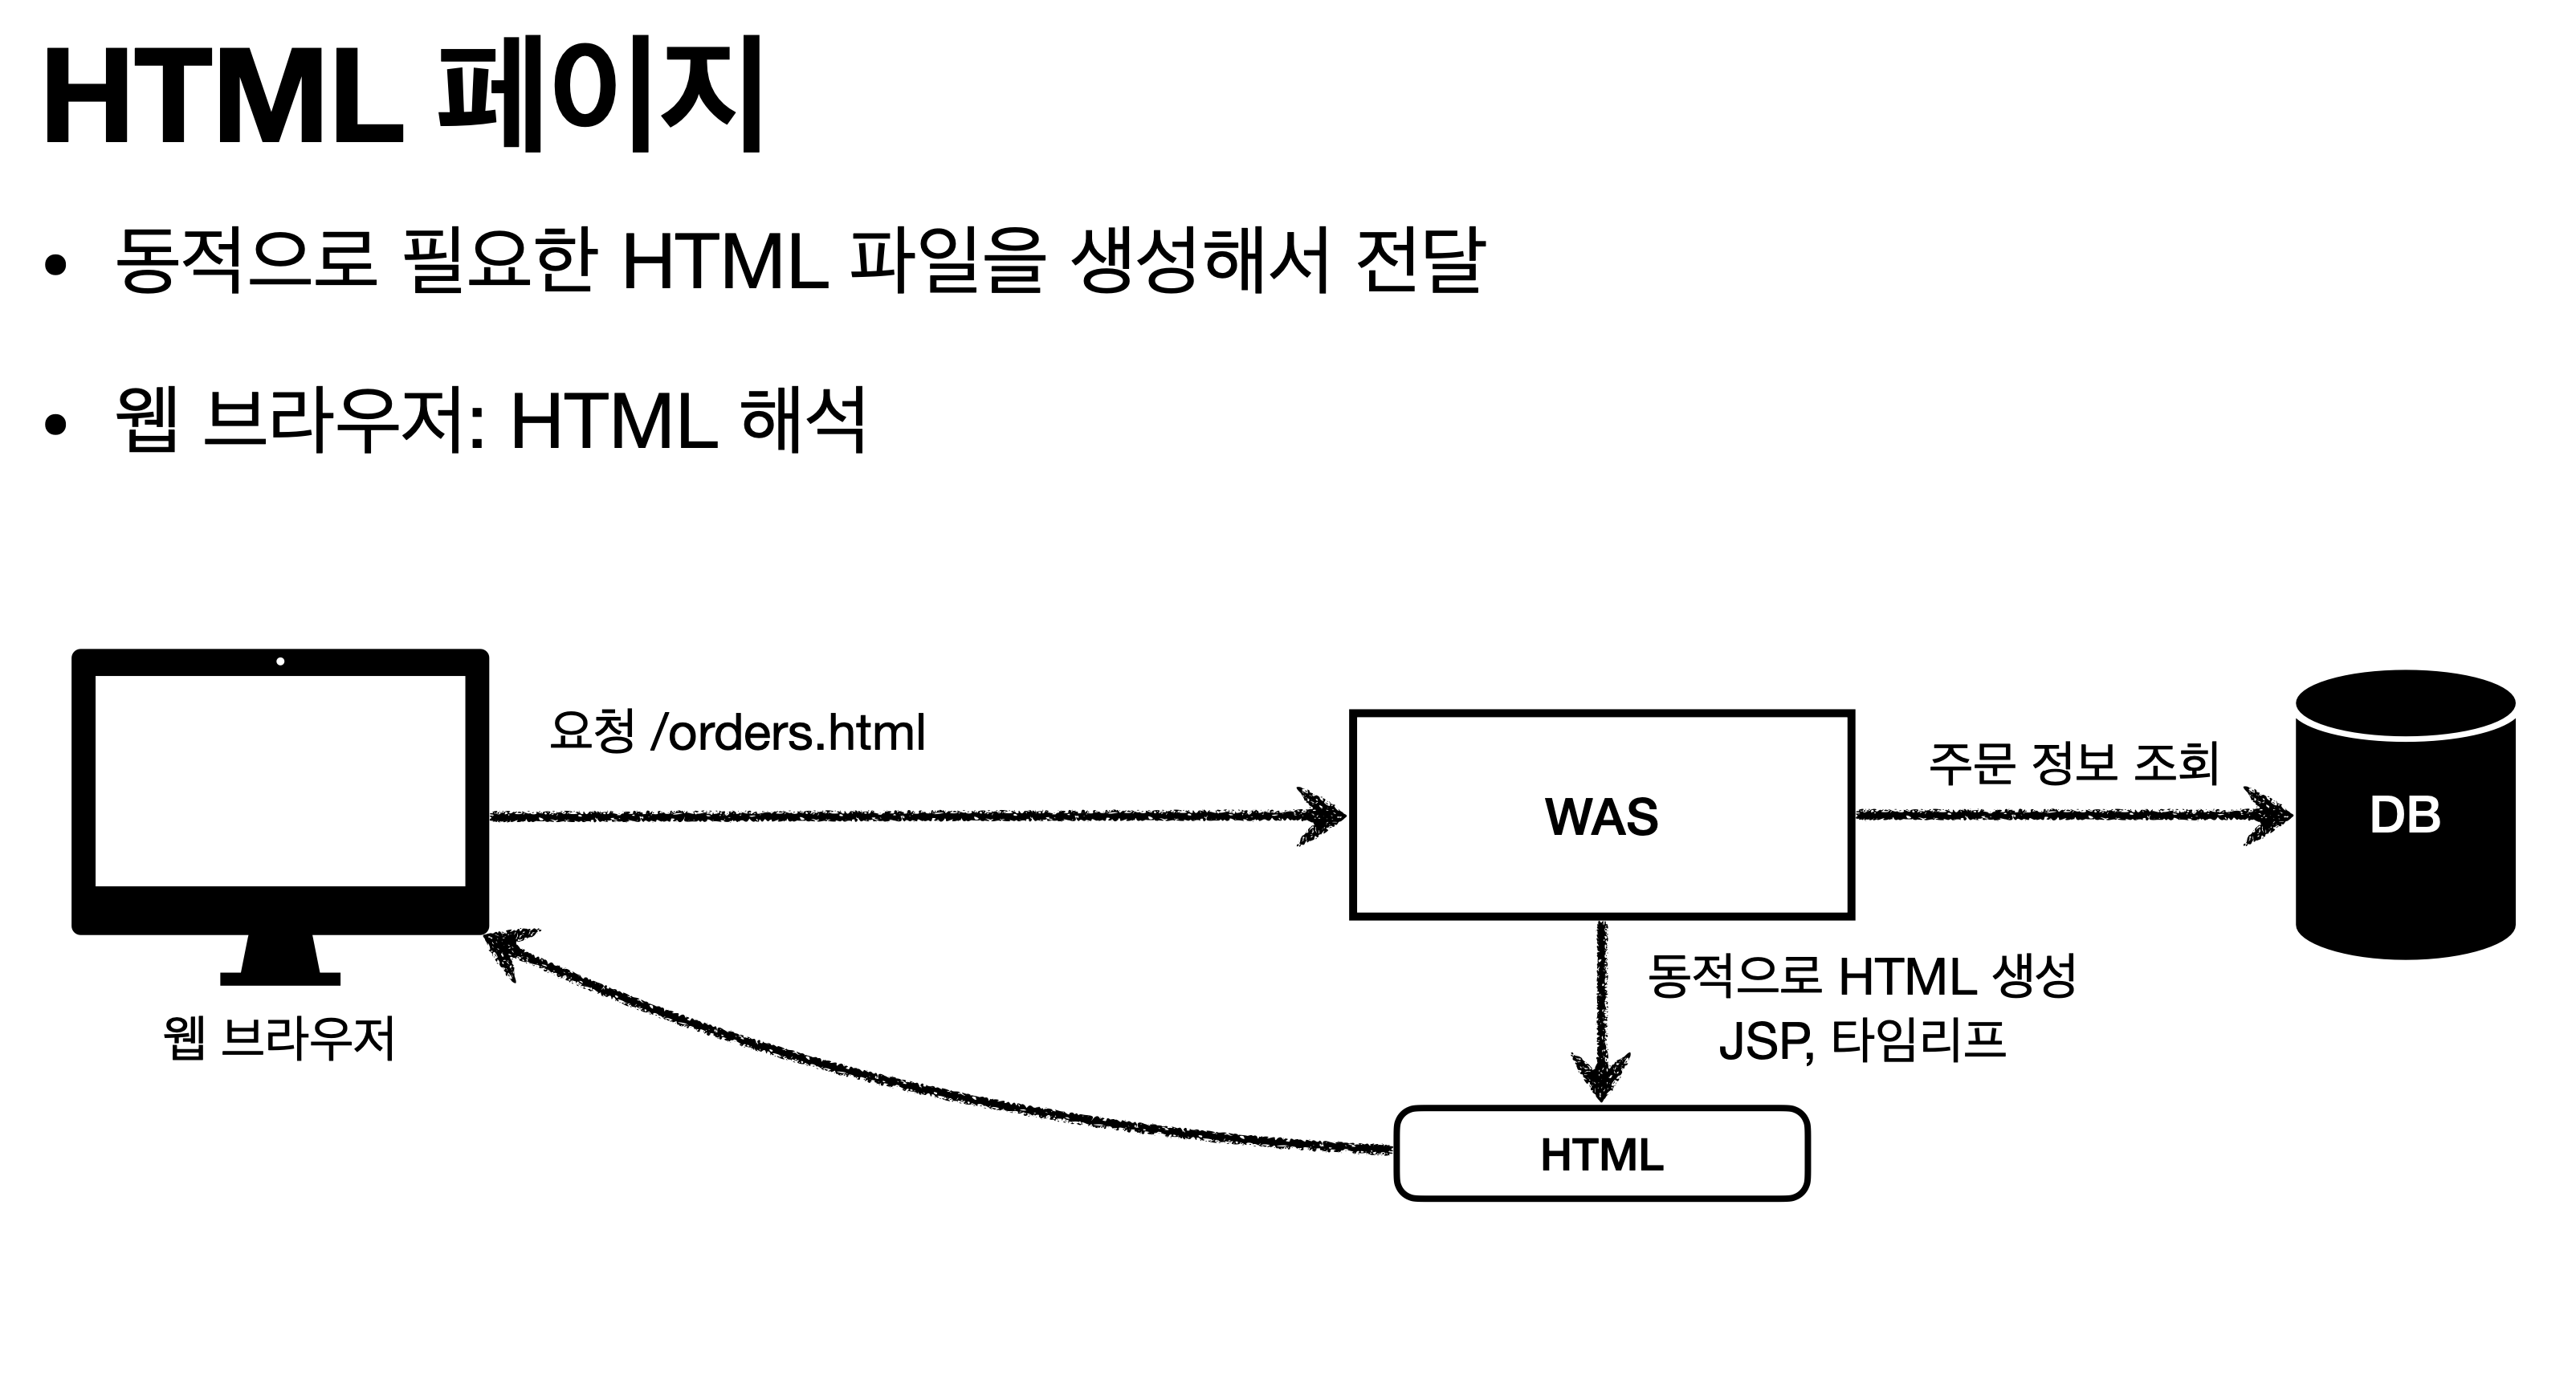 HTML 페이지
• 동적으로 필요한 HTML 파일을 생성해서 전달
• 웹 브라우저: HTML 해석
요청 /orders.html
주문 정보 조회
WAS
DB
동적으로 HTML 생성
JSP, 타임리프
웹 브라우저
HTML